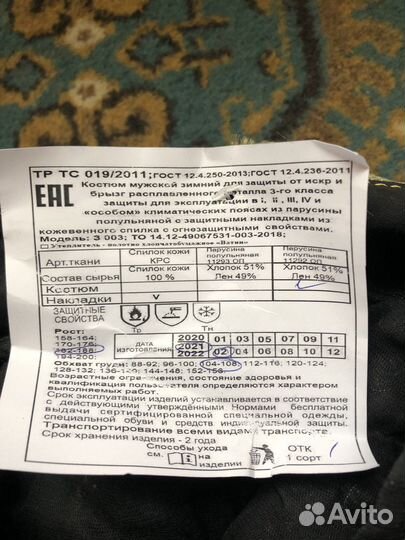 ТР ТС 019/2011; ГОСТ 12.4.250-2013; ГОСТ 12.4.236-2011
ЕАС
Костюм мужской зимний для защиты от искр и
брызг расплавленного металла 3-го класса
защиты для эксплуатации в I, II, III, IV и
«особом» климатических поясах из парусины
полульняной с защитными накладками из
кожевенного спилка с огнезащитными свойствами.
Модель: З 003; ТО 14.12-49067531-003-2018;
Утеплитель - полотно хлопчатобумажное «Ватин»
Арт.ткани
Спилок кожи КРС
Парусина полульняная 11293 ОП
Парусина полульняная 11292 ОП
Состав сырья
100 %
Хлопок 51% Лен 49%
Хлопок 51% Лен 49%
Костюм
Накладки
V
ЗАЩИТНЫЕ СВОЙСТВА
Тр
Тн
Рост:
158-164;
170-176;
182-188;
194-200
ДАТА ИЗГОТОВЛЕНИЯ
2020 01 03 05 07 09 11
2021
2022 02 04 06 08 10 12
Обхват груди: 88-92; 96-100; 104-108; 112-116; 120-124;
128-132; 136-140; 144-148; 152-156
Возрастные ограничения, состояние здоровья и
квалификация пользователя определяются характером
выполняемых работ.
Срок эксплуатации изделий устанавливается в соответствие
с действующими утвержденными Нормами бесплатной
выдачи сертифицированной специальной одежды,
специальной обуви и средств индивидуальной защиты.
Транспортирование всеми видами транспорта.
Срок хранения изделия - 2 года
Способы ухода
см. i на
изделии
ОТК
1 сорт
Avito